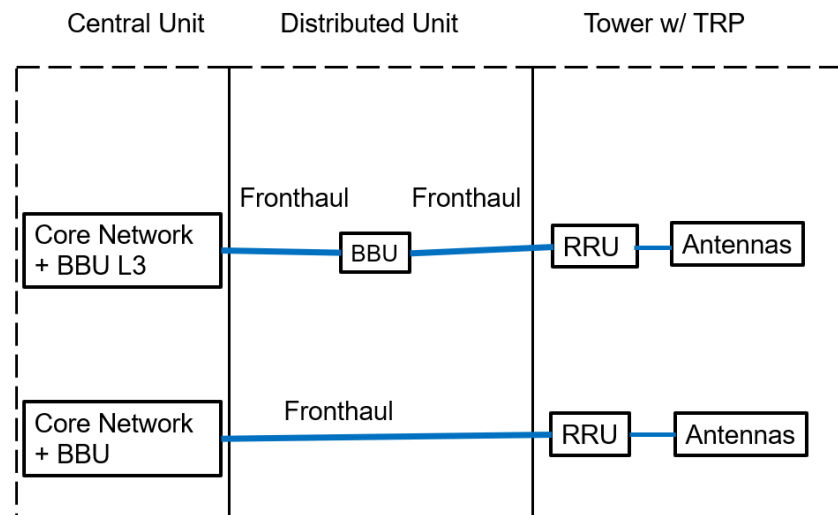 Central Unit
Distributed Unit
Tower w/ TRP
Fronthaul
Fronthaul
Core Network
+ BBU L3
BBU
RRU
Antennas
Fronthaul
Core Network
+ BBU
RRU
Antennas